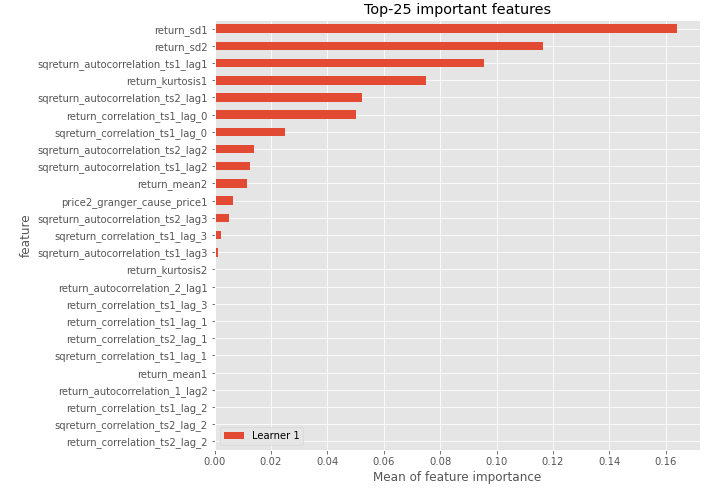 Top-25 important features
return_sd1
return_sd2
sqreturn_autocorrelation_ts1_lag1
return_kurtosis1
sqreturn_autocorrelation_ts2_lag1
return_correlation_ts1_lag_0
sqreturn_correlation_ts1_lag_0
sqreturn_autocorrelation_ts2_lag2
sqreturn_autocorrelation_ts1_lag2
return_mean2
price2_granger_cause_price1
sqreturn_autocorrelation_ts2_lag3
sqreturn_correlation_ts1_lag_3
sqreturn_autocorrelation_ts1_lag3
return_kurtosis2
return_autocorrelation_2_lag1
return_correlation_ts1_lag_3
return_correlation_ts1_lag_1
return_correlation_ts2_lag_1
sqreturn_correlation_ts1_lag_1
return_mean1
return_autocorrelation_1_lag2
return_correlation_ts1_lag_2
sqreturn_correlation_ts2_lag_2
return_correlation_ts2_lag_2
feature
Learner 1
0.00 0.02 0.04 0.06 0.08 0.10 0.12 0.14 0.16
Mean of feature importance